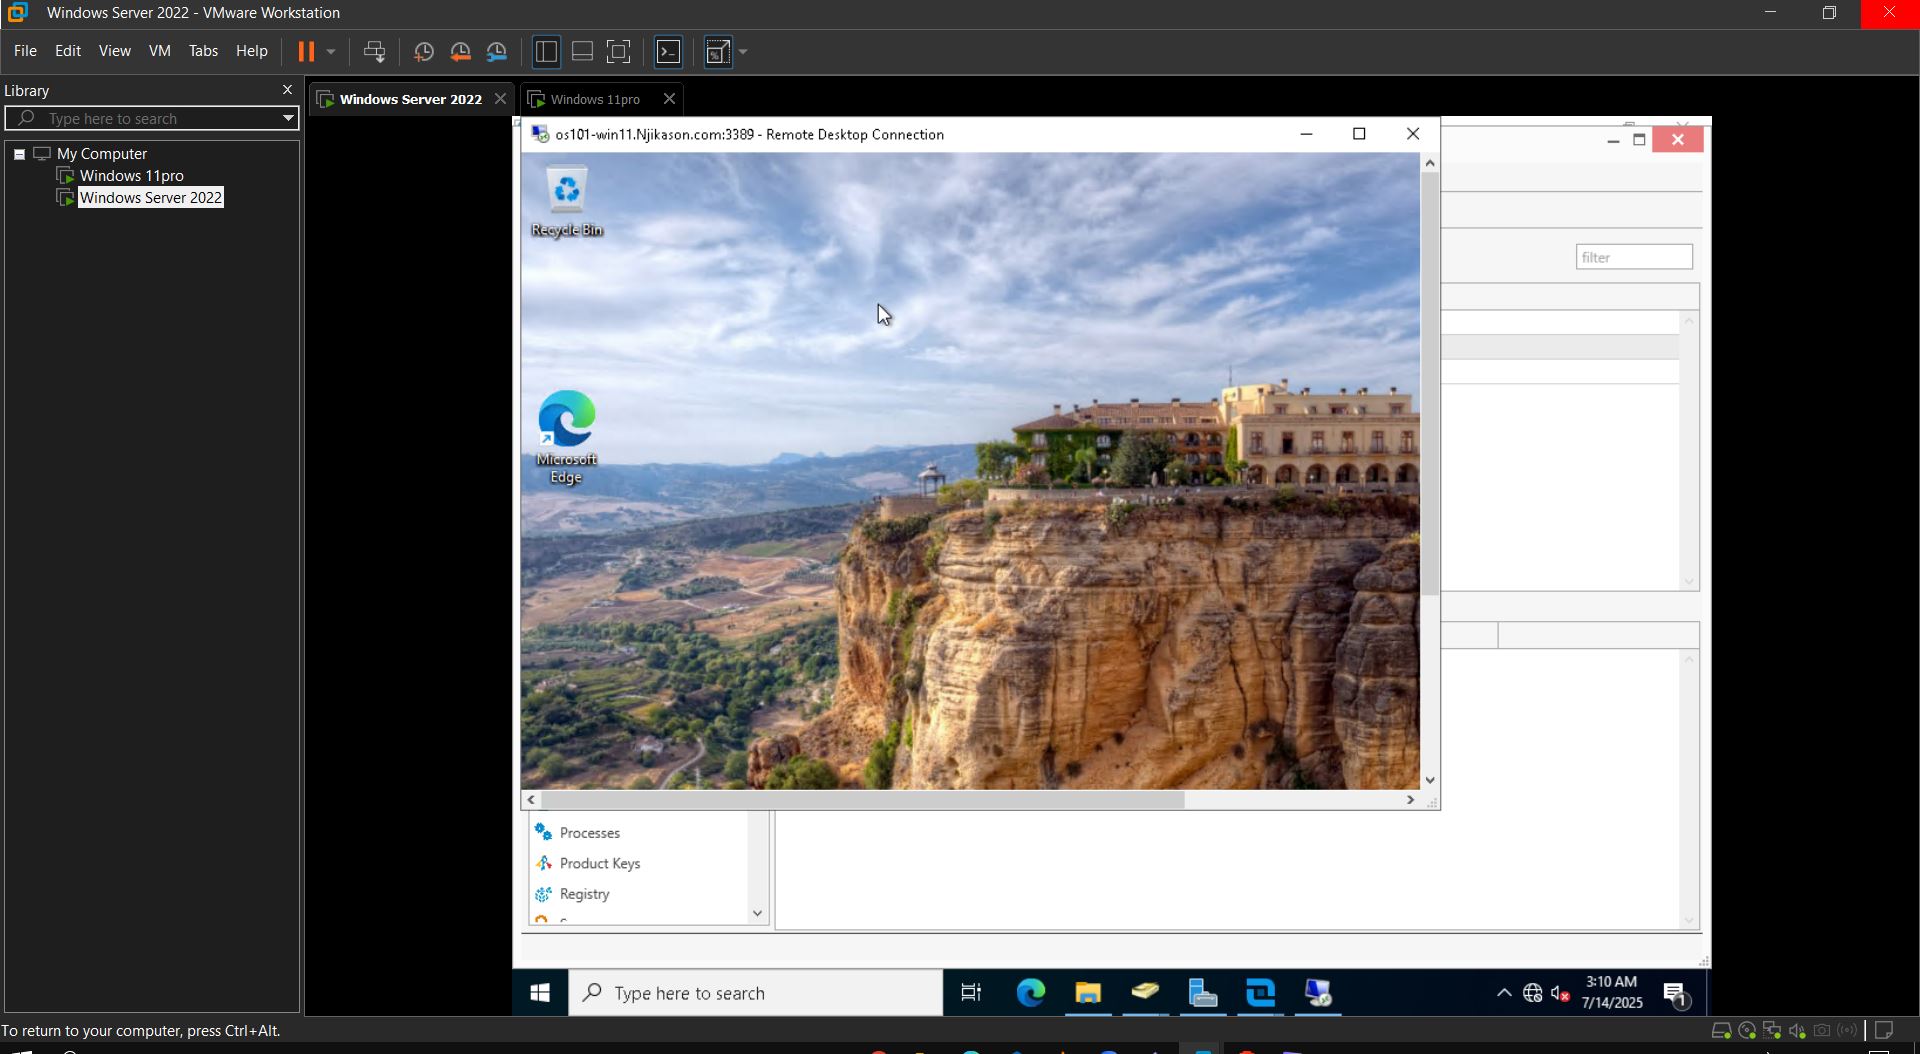 Windows Server 2022 - VMware Workstation
File Edit View VM Tabs Help
Library
Type here to search
My Computer
Windows 11pro
Windows Server 2022
Windows Server 2022
Windows 11pro
os101-win11.Njikason.com:3389 - Remote Desktop Connection
Recycle Bin
Microsoft
Edge
filter
Processes
Product Keys
Registry
Type here to search
3:10 AM
7/14/2025
1
To return to your computer, press Ctrl+Alt.